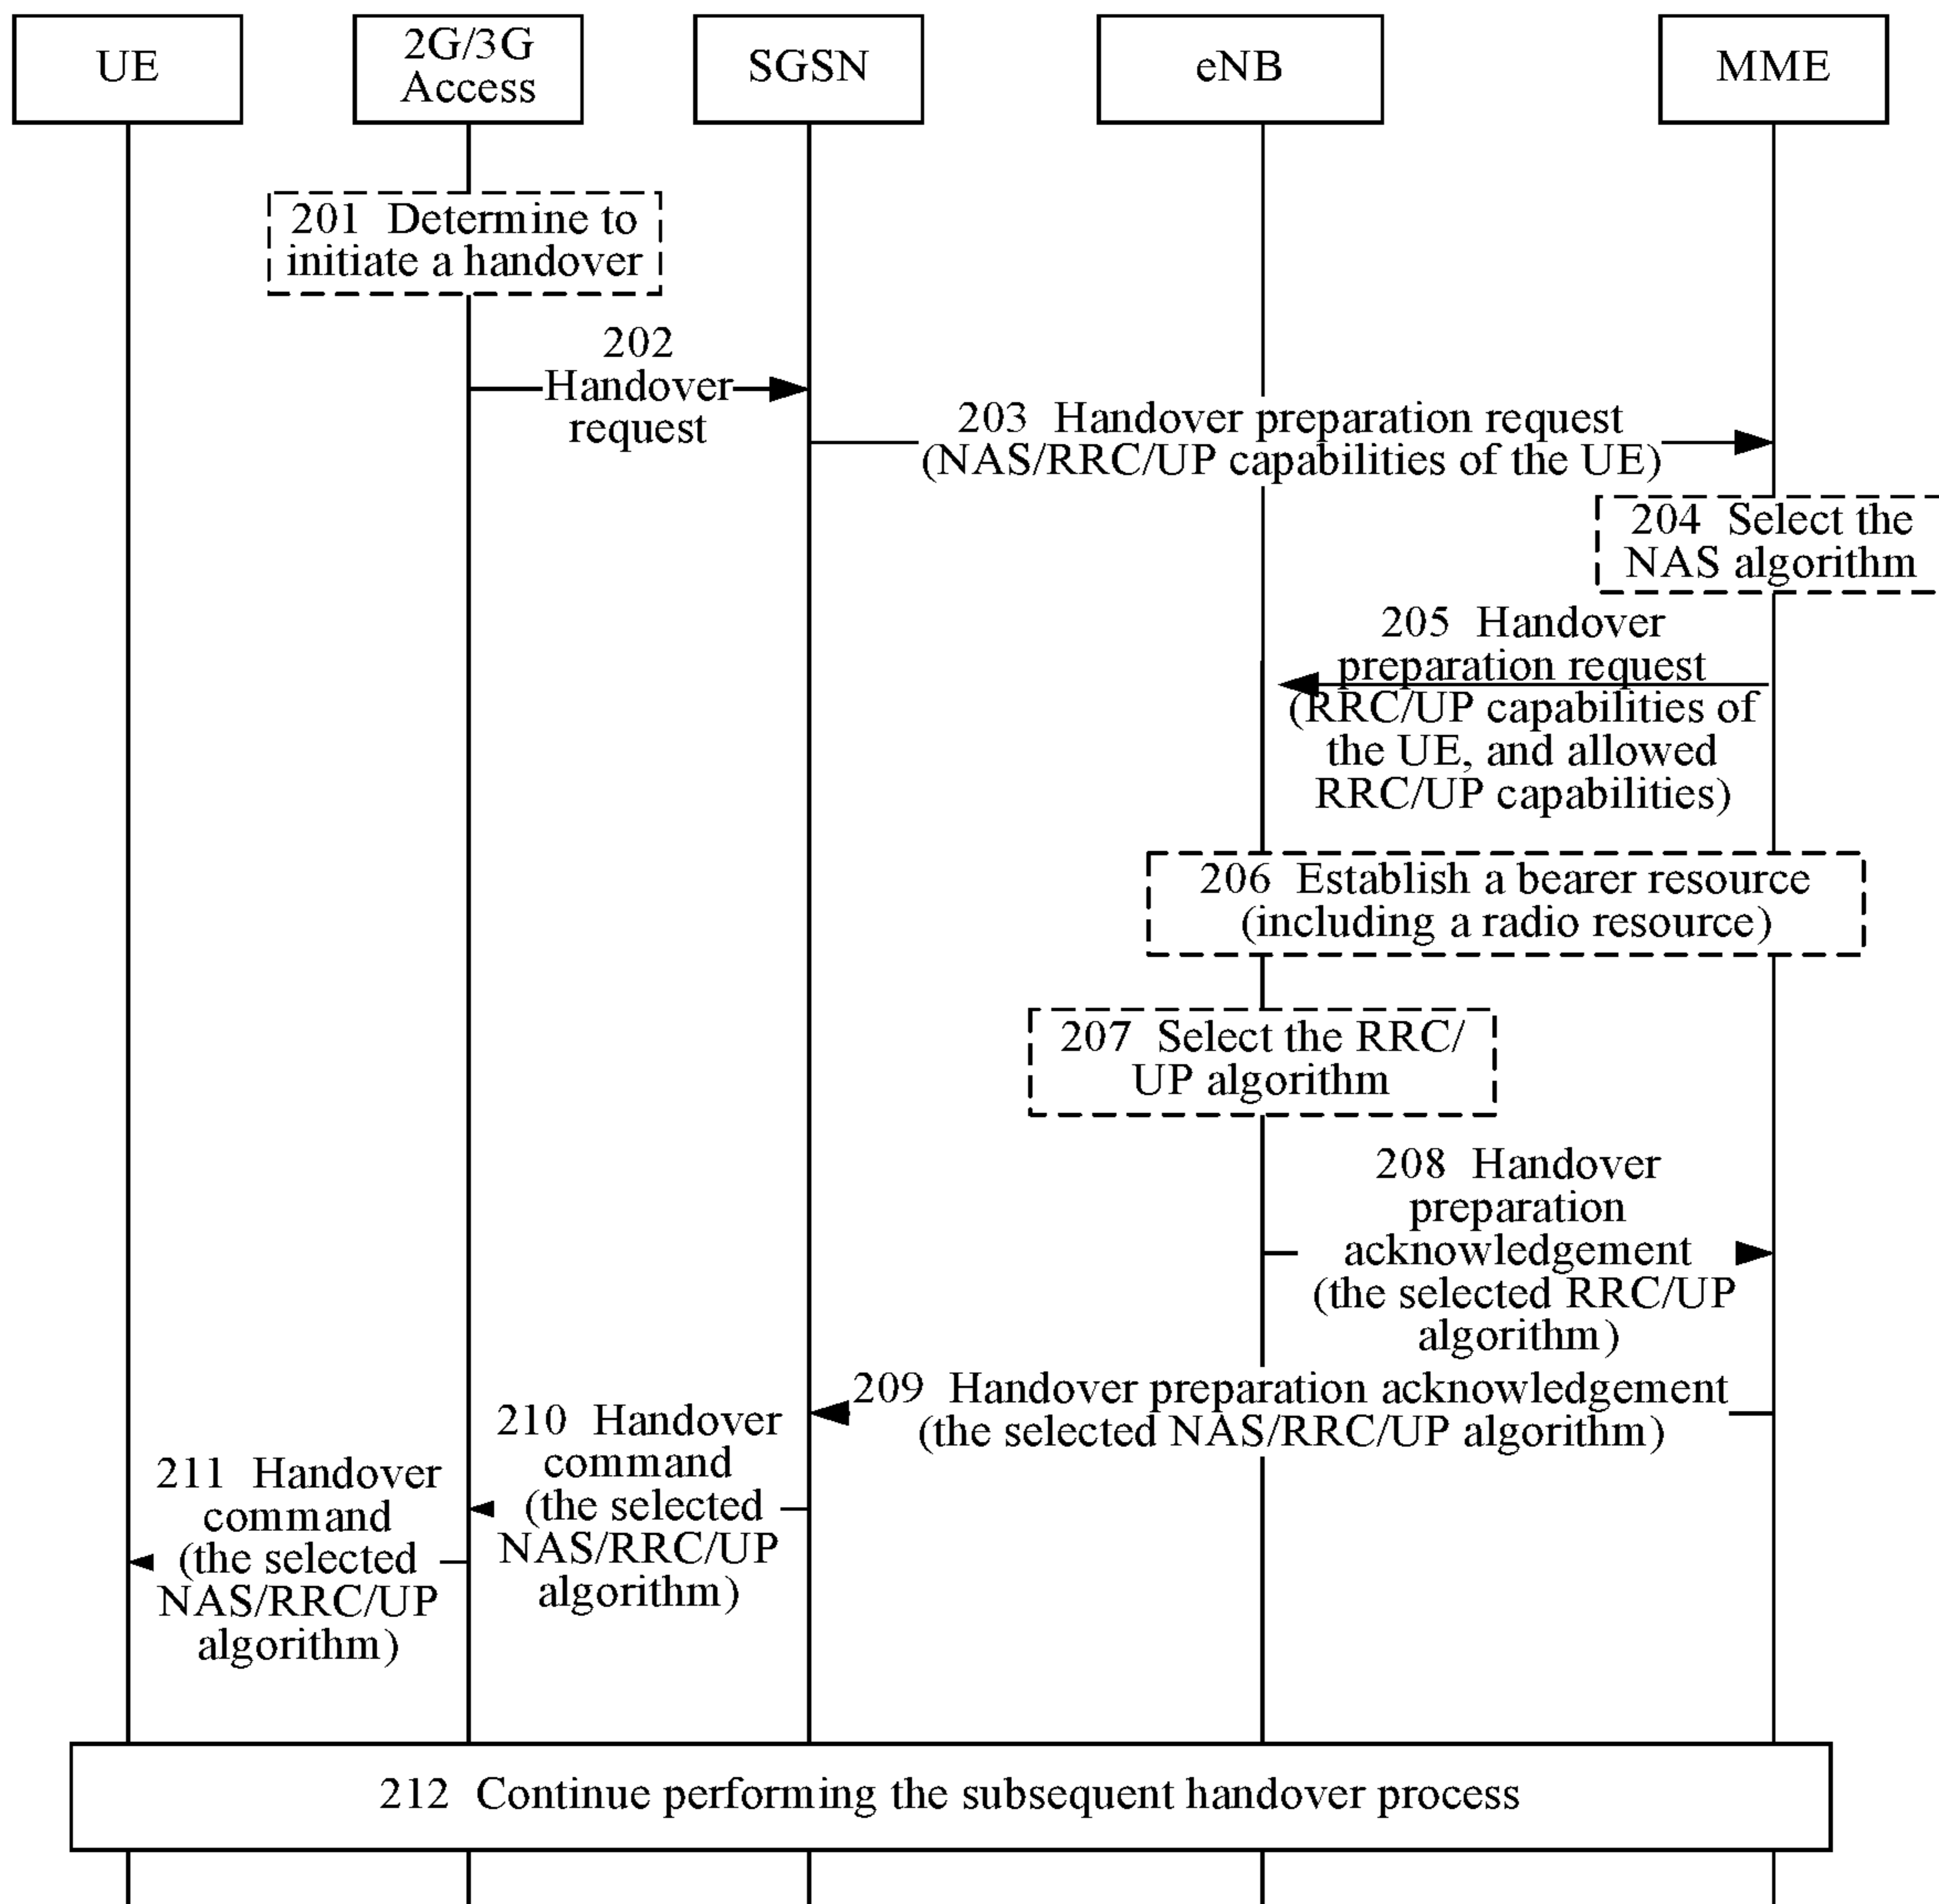 UE
2G/3G
Access
SGSN
eNB
MME
201 Determine to
initiate a handover
202
Handover
request
203 Handover preparation request
(NAS/RRC/UP capabilities of the UE)
204 Select the
NAS algorithm
205 Handover
preparation request
(RRC/UP capabilities of
the UE, and allowed
RRC/UP capabilities)
206 Establish a bearer resource
(including a radio resource)
207 Select the RRC/
UP algorithm
208 Handover
preparation
acknowledgement
(the selected RRC/UP
algorithm)
209 Handover preparation acknowledgement
(the selected NAS/RRC/UP algorithm)
210 Handover
command
(the selected
NAS/RRC/UP
algorithm)
211 Handover
command
(the selected
NAS/RRC/UP
algorithm)
212 Continue performing the subsequent handover process